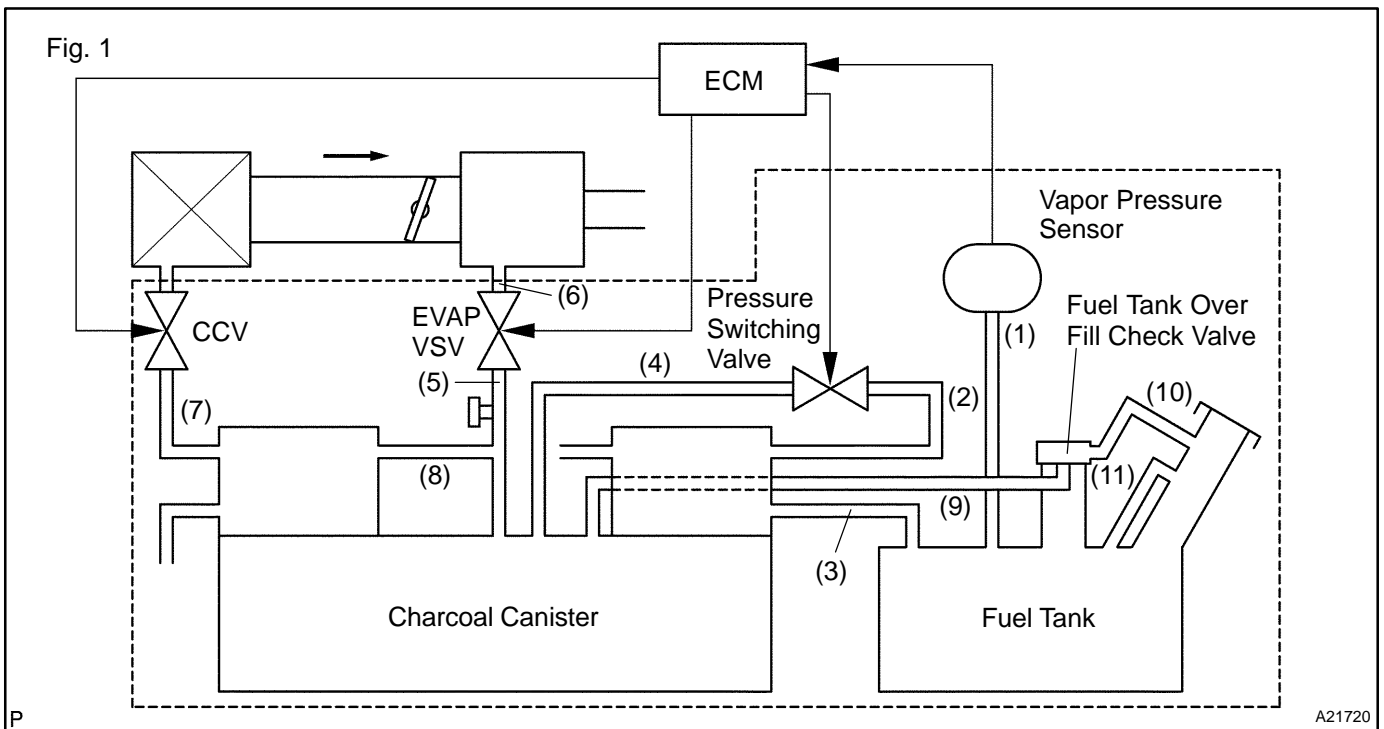 Fig. 1
ECM
Vapor Pressure
Sensor
(6)
Pressure
Switching
Valve
Fuel Tank Over
Fill Check Valve
CCV
EVAP
VSV
(1)
(4)
(5)
(2)
(10)
(7)
(8)
(11)
(9)
(3)
Charcoal Canister
Fuel Tank
P
A21720